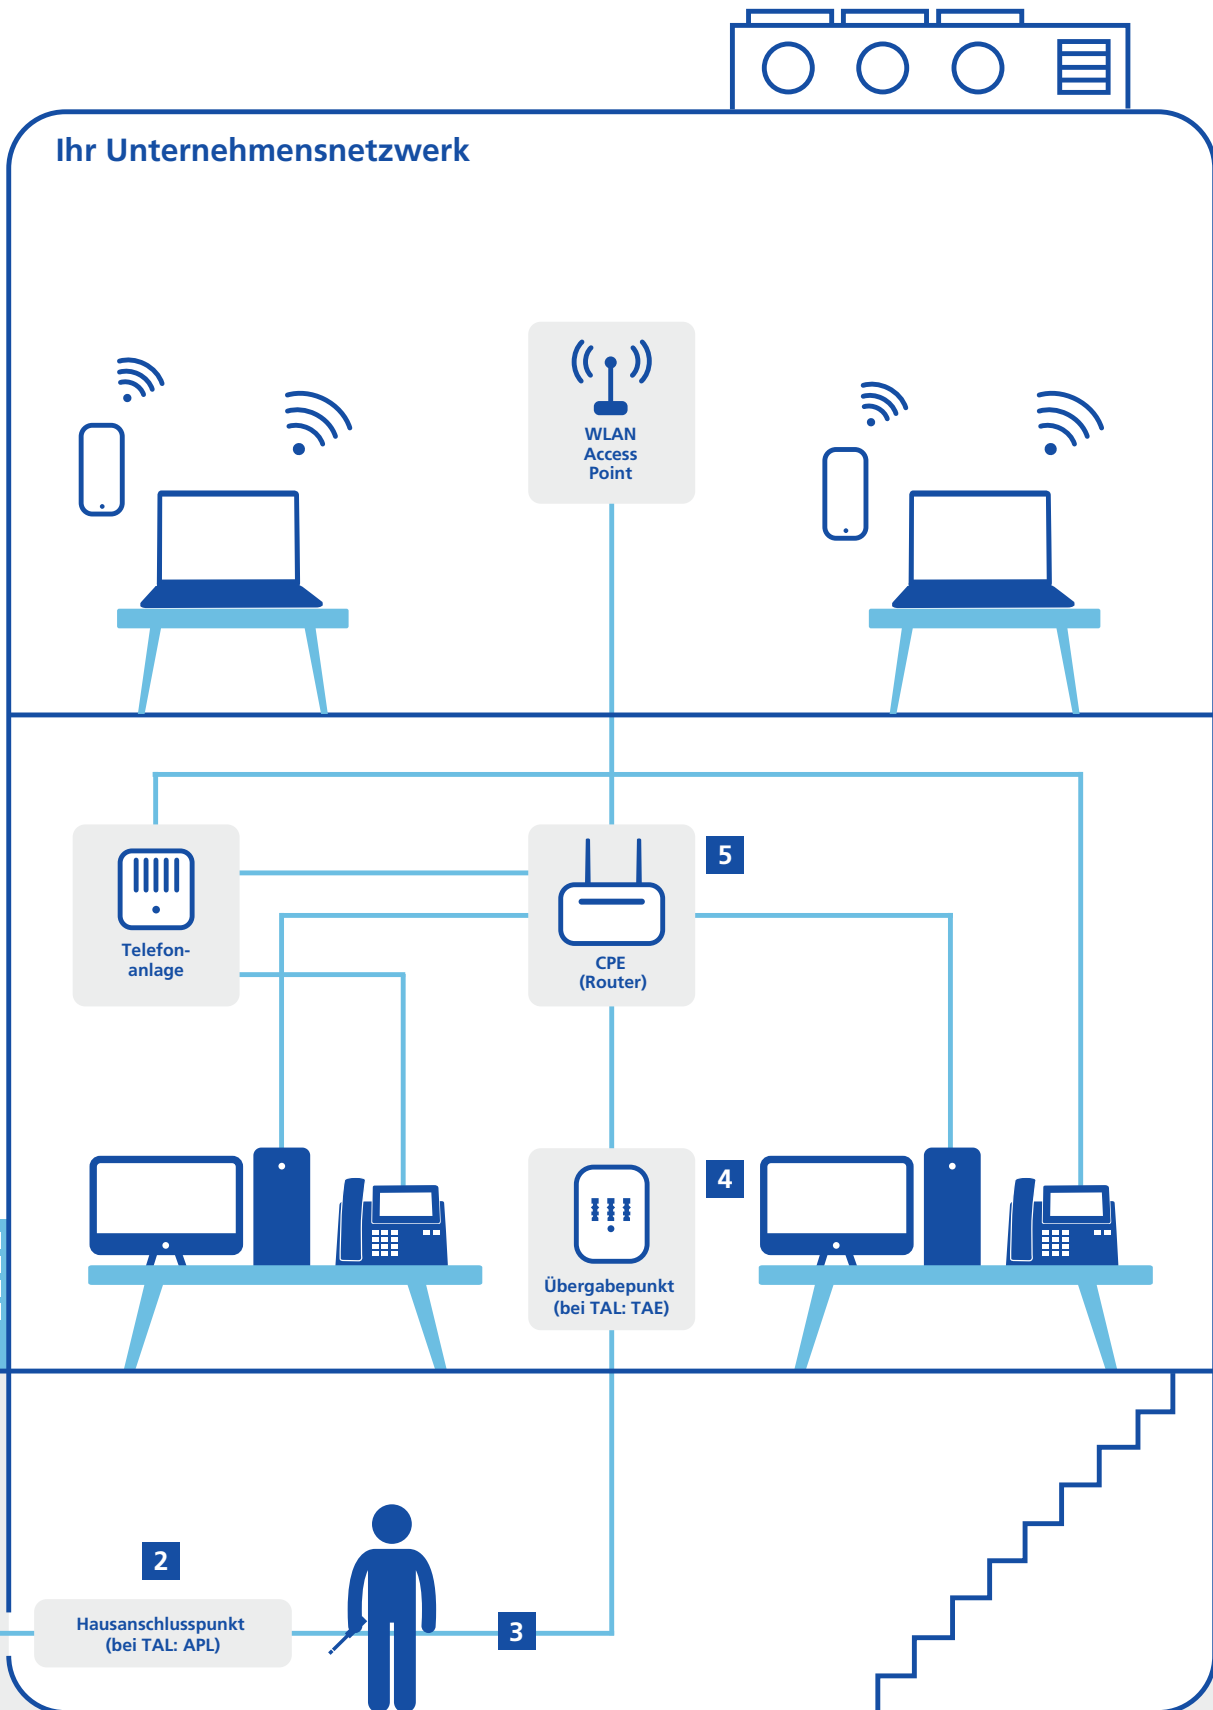 Ihr Unternehmensnetzwerk
WLAN
Access
Point
5
Telefon-
anlage
CPE
(Router)
4
Übergabepunkt
(bei TAL: TAE)
2
Hausanschlusspunkt
(bei TAL: APL)
3